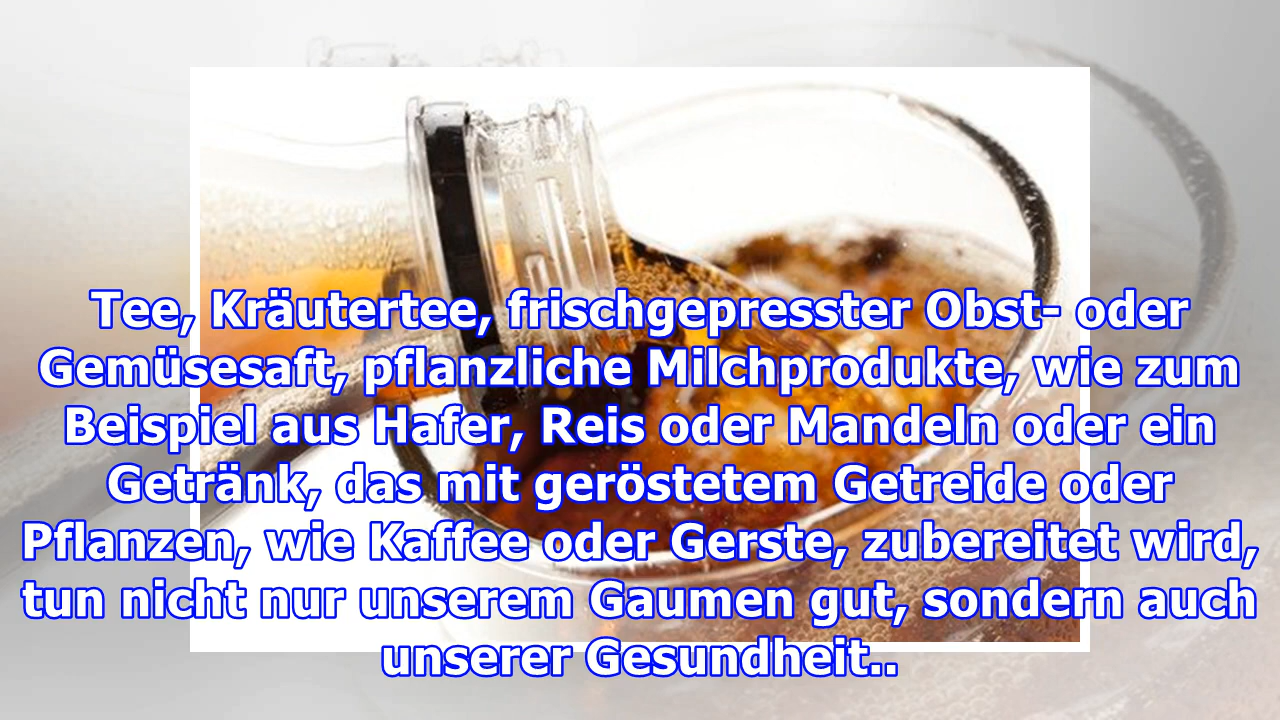 Tee, Kräutertee, frischgepresster Obst- oder
Gemüsesaft, pflanzliche Milchprodukte, wie zum
Beispiel aus Hafer, Reis oder Mandeln oder ein
Getränk, das mit geröstetem Getreide oder
Pflanzen, wie Kaffee oder Gerste, zubereitet wird,
tun nicht nur unserem Gaumen gut, sondern auch
unserer Gesundheit..